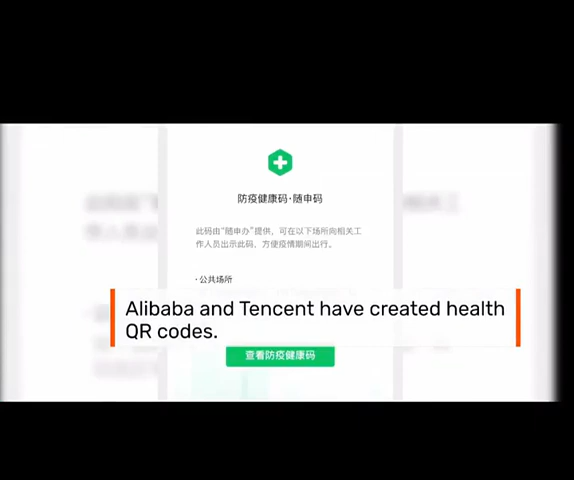 防疫健康码·随申码
此码由“随申办”提供，可在以下场所向相关工
作人员出示此码，方便疫情期间出行。
· 公共场所
Alibaba and Tencent have created health
QR codes.
查看防疫健康码